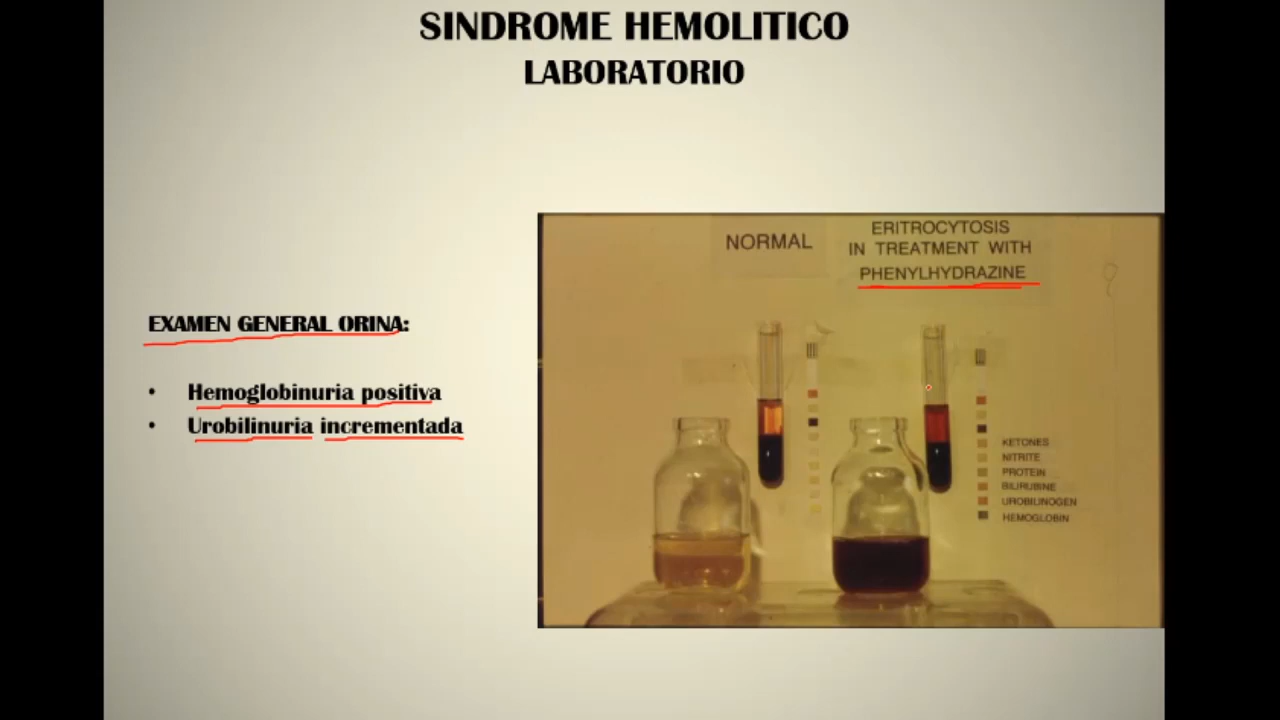 SINDROME HEMOLITICO
LABORATORIO
EXAMEN GENERAL ORINA:
• Hemoglobinuria positiva
• Urobilinuria incrementada
NORMAL
ERITROCYTOSIS
IN TREATMENT WITH
PHENYLHYDRAZINE
KETONES
NITRITE
PROTEIN
BILIRUBINE
UROBILINOGEN
HEMOGLOBIN